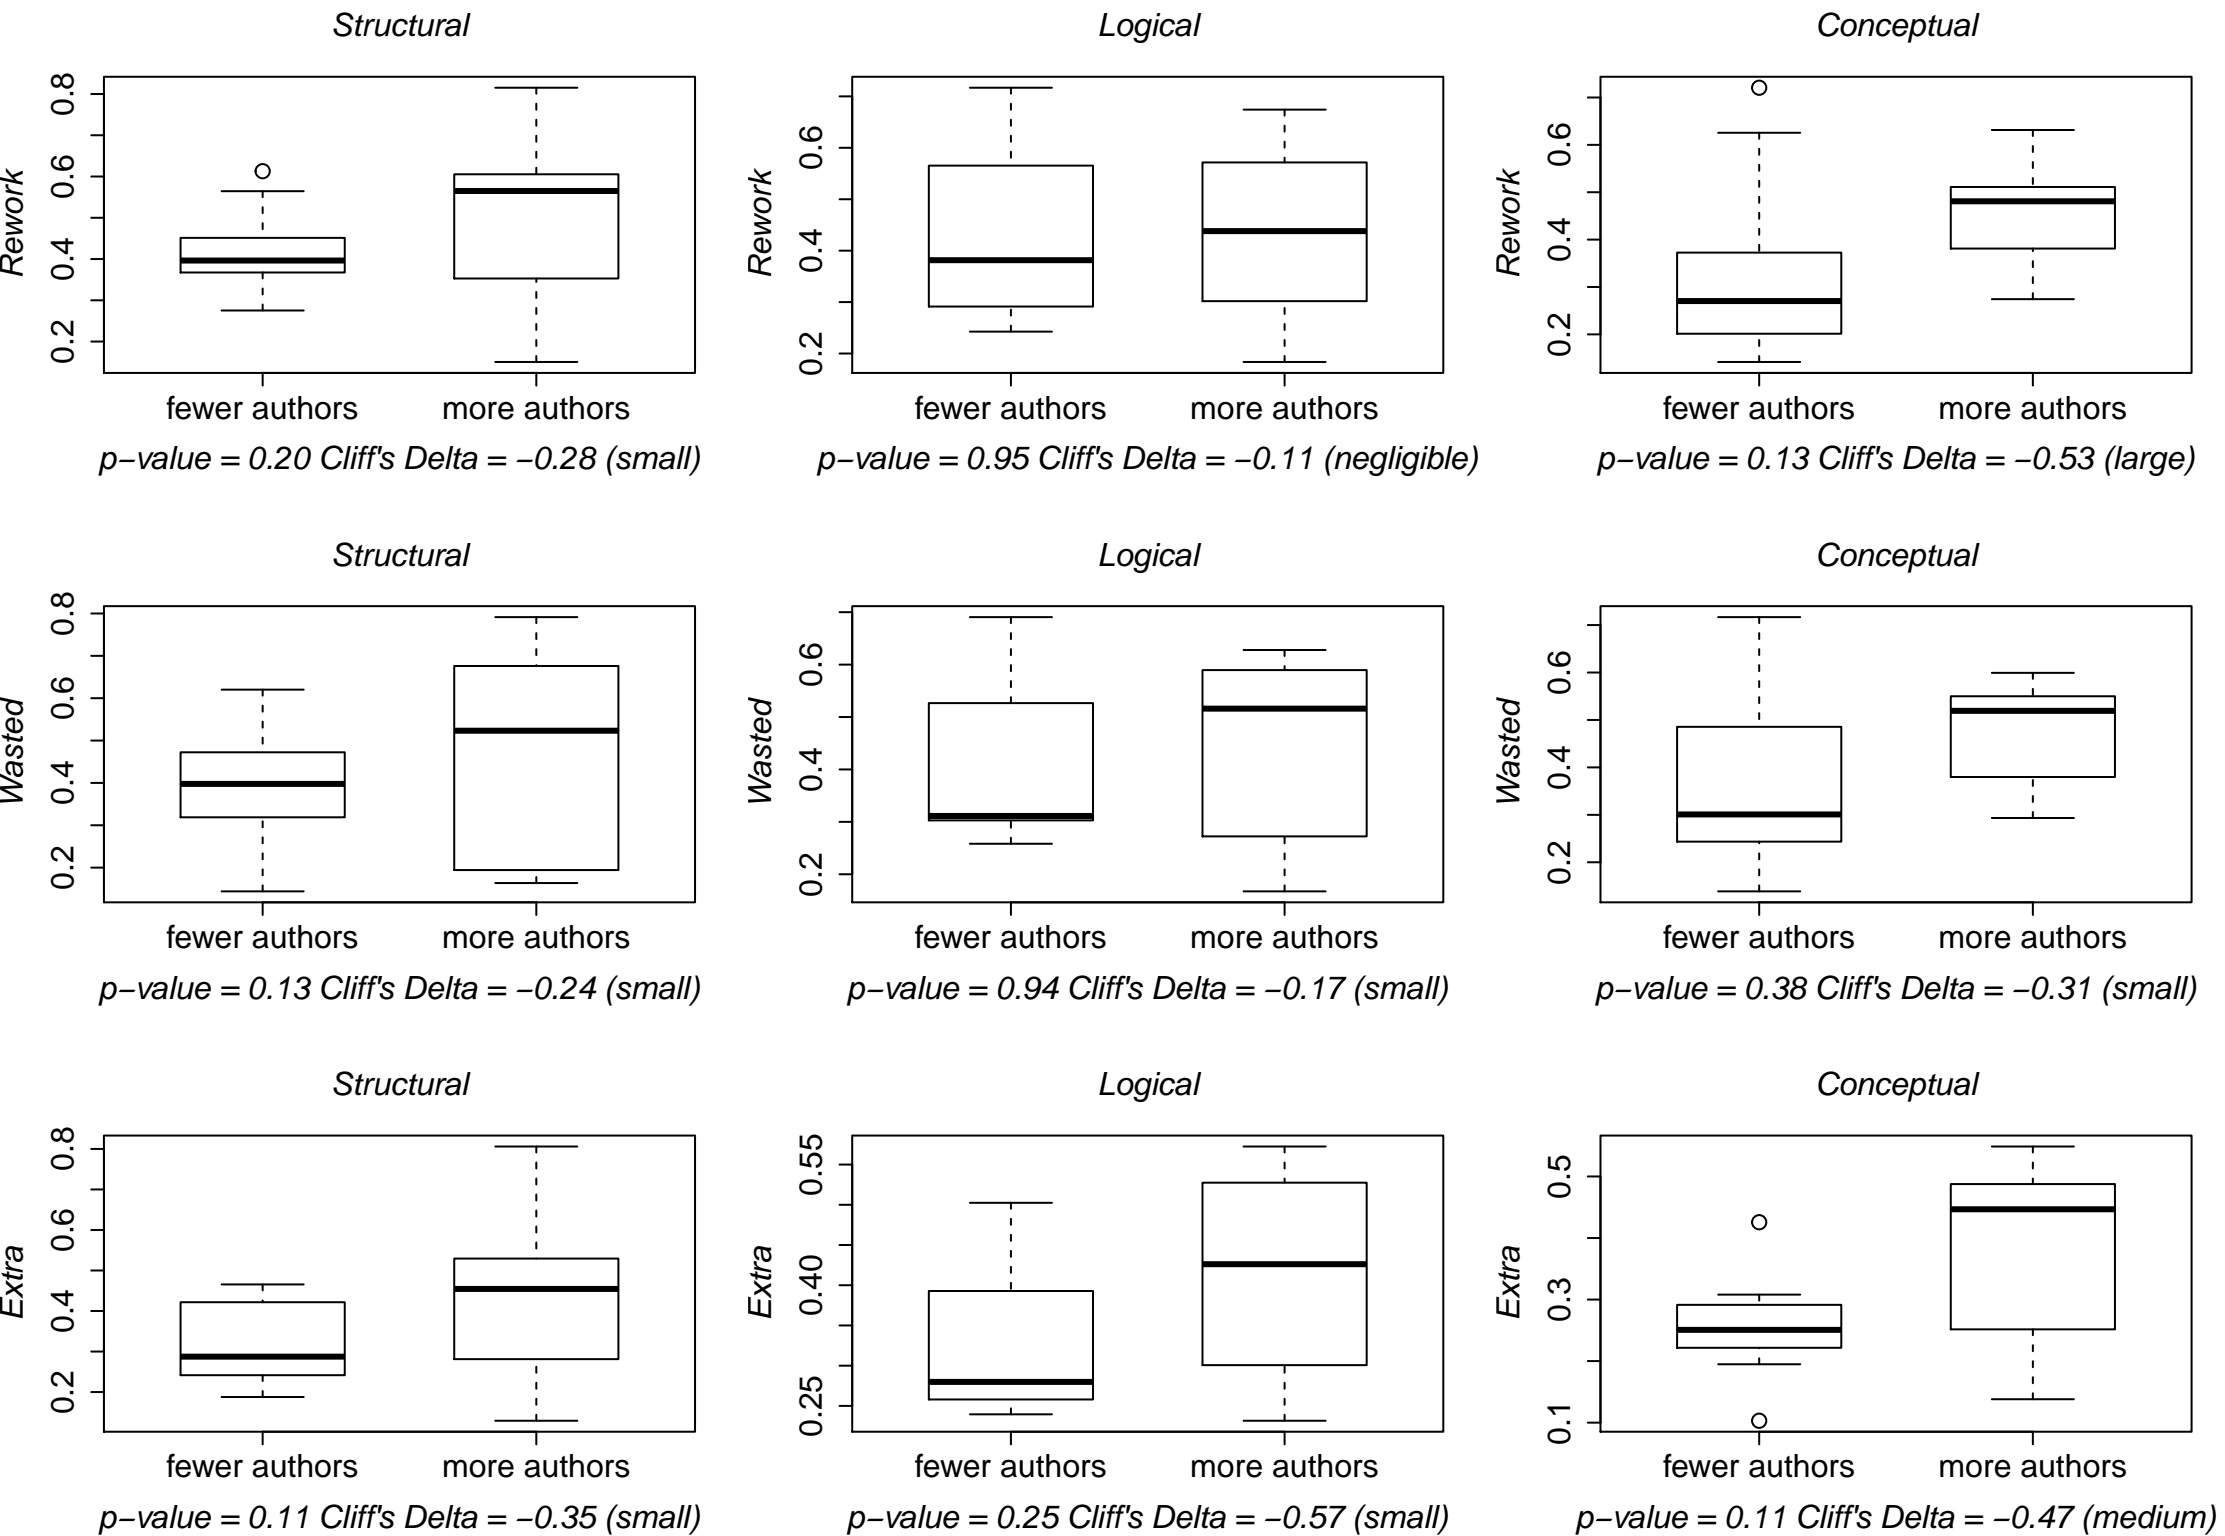 Structural
Logical
Conceptual
Rework
0.2 0.4 0.6 0.8
fewer authors more authors
p−value = 0.20 Cliff's Delta = −0.28 (small)
Rework
0.2 0.4 0.6
fewer authors more authors
p−value = 0.95 Cliff's Delta = −0.11 (negligible)
Rework
0.2 0.4 0.6
fewer authors more authors
p−value = 0.13 Cliff's Delta = −0.53 (large)
Structural
Logical
Conceptual
Wasted
0.2 0.4 0.6 0.8
fewer authors more authors
p−value = 0.13 Cliff's Delta = −0.24 (small)
Wasted
0.2 0.4 0.6
fewer authors more authors
p−value = 0.94 Cliff's Delta = −0.17 (small)
Wasted
0.2 0.4 0.6
fewer authors more authors
p−value = 0.38 Cliff's Delta = −0.31 (small)
Structural
Logical
Conceptual
Extra
0.2 0.4 0.6 0.8
fewer authors more authors
p−value = 0.11 Cliff's Delta = −0.35 (small)
Extra
0.25 0.40 0.55
fewer authors more authors
p−value = 0.25 Cliff's Delta = −0.57 (small)
Extra
0.1 0.3 0.5
fewer authors more authors
p−value = 0.11 Cliff's Delta = −0.47 (medium)